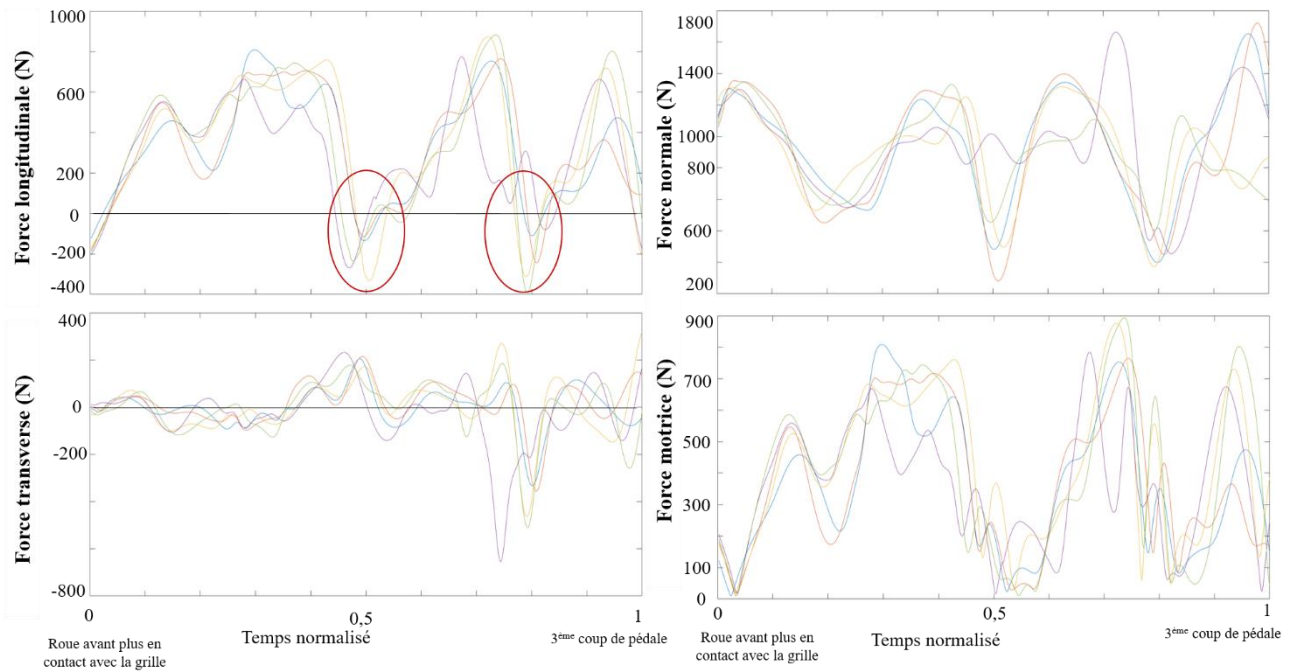 Force longitudinale (N)
1000
600
200
0
-200
-400
Force normale (N)
1800
1400
1000
800
600
200
Force transverse (N)
400
0
-200
-800
0
0,5
1
Temps normalisé
Roue avant plus en
contact avec la grille
3ème coup de pédale
Force motrice (N)
900
700
500
300
100
0
0
0,5
1
Temps normalisé
Roue avant plus en
contact avec la grille
3ème coup de pédale